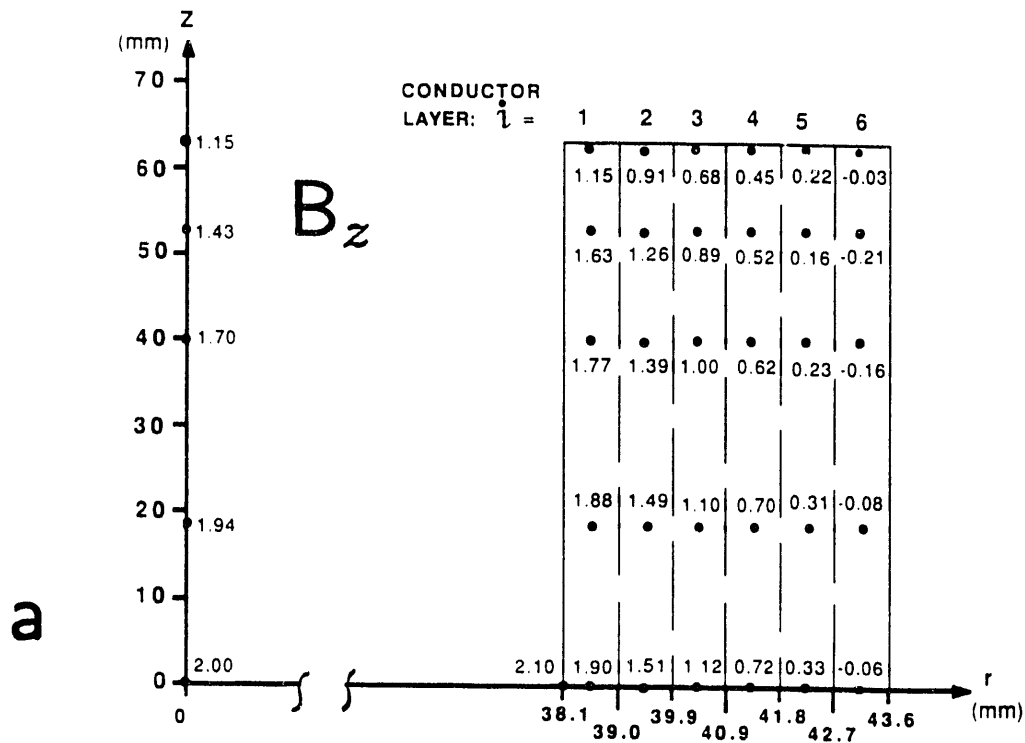 z
(mm)
70
CONDUCTOR
LAYER: i = 1 2 3 4 5 6
1.15
60
1.15 0.91 0.68 0.45 0.22 -0.03
Bz
1.43
50
1.63 1.26 0.89 0.52 0.16 -0.21
40 1.70
1.77 1.39 1.00 0.62 0.23 -0.16
30
1.88 1.49 1.10 0.70 0.31 -0.08
20
1.94
10
a
2.00
2.10 1.90 1.51 1.12 0.72 0.33 -0.06
0
r
(mm)
0
38.1 39.9 41.8 43.6
39.0 40.9 42.7